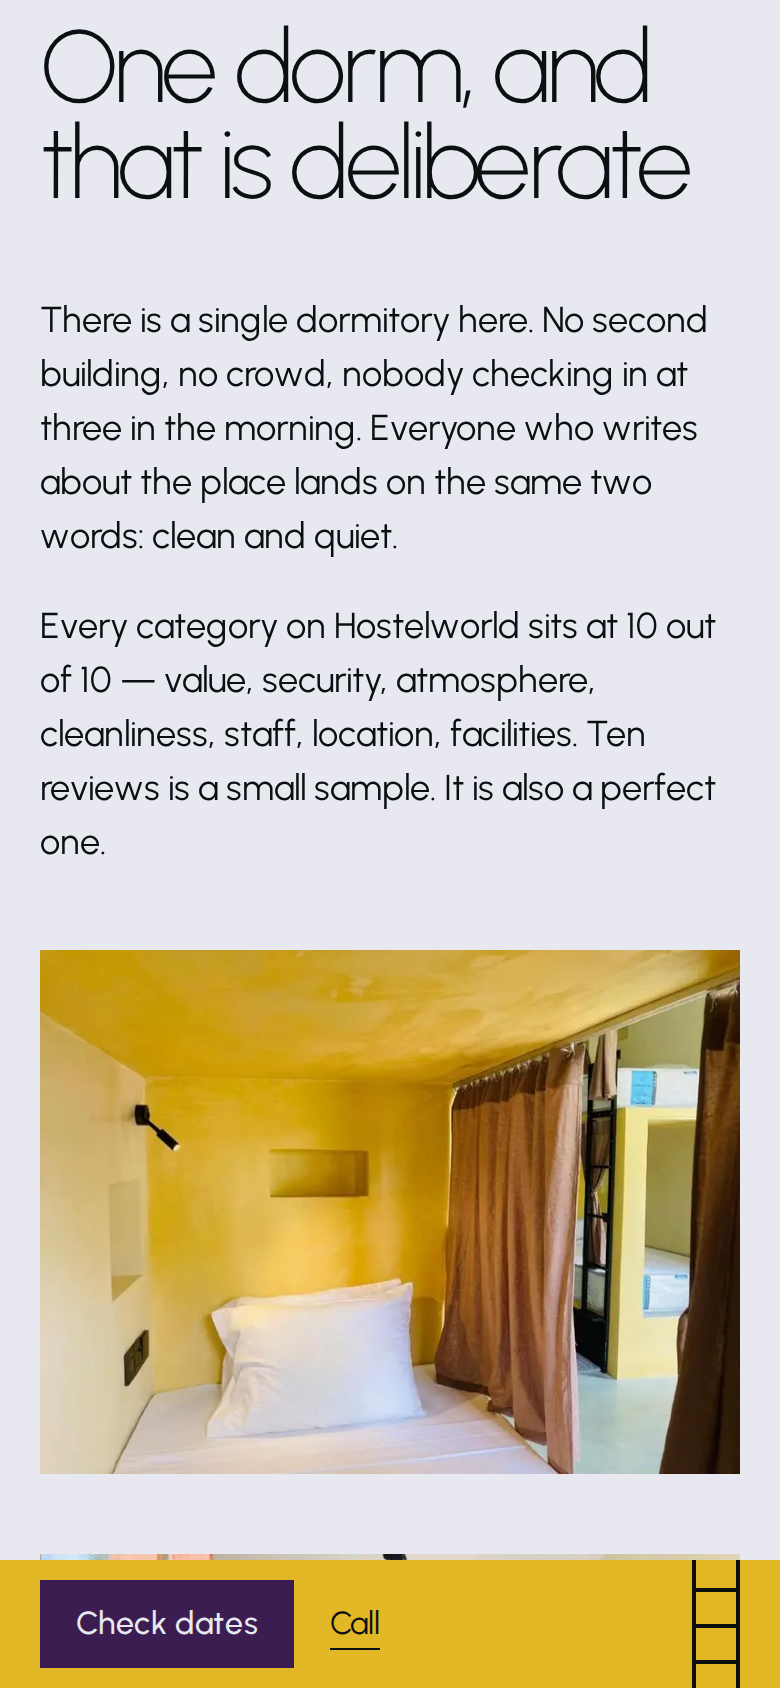 One dorm, and
that is deliberate
There is a single dormitory here. No second
building, no crowd, nobody checking in at
three in the morning. Everyone who writes
about the place lands on the same two
words: clean and quiet.
Every category on Hostelworld sits at 10 out
of 10 — value, security, atmosphere,
cleanliness, staff, location, facilities. Ten
reviews is a small sample. It is also a perfect
one.
Check dates
Call